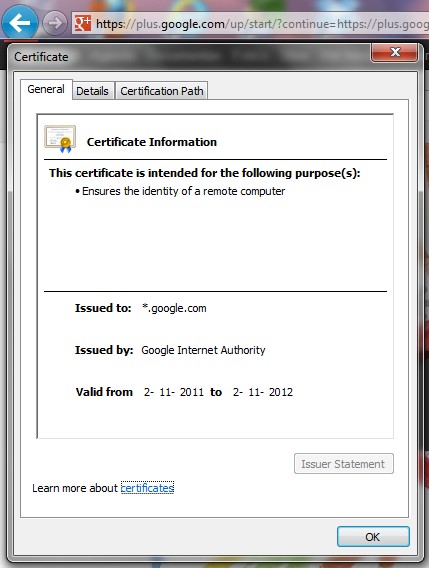 https://plus.google.com/up/start/?continue=https://plus.goog
Certificate
General Details Certification Path
Certificate Information
This certificate is intended for the following purpose(s):
• Ensures the identity of a remote computer
Issued to: *.google.com
Issued by: Google Internet Authority
Valid from 2- 11- 2011 to 2- 11- 2012
Issuer Statement
Learn more about certificates
OK